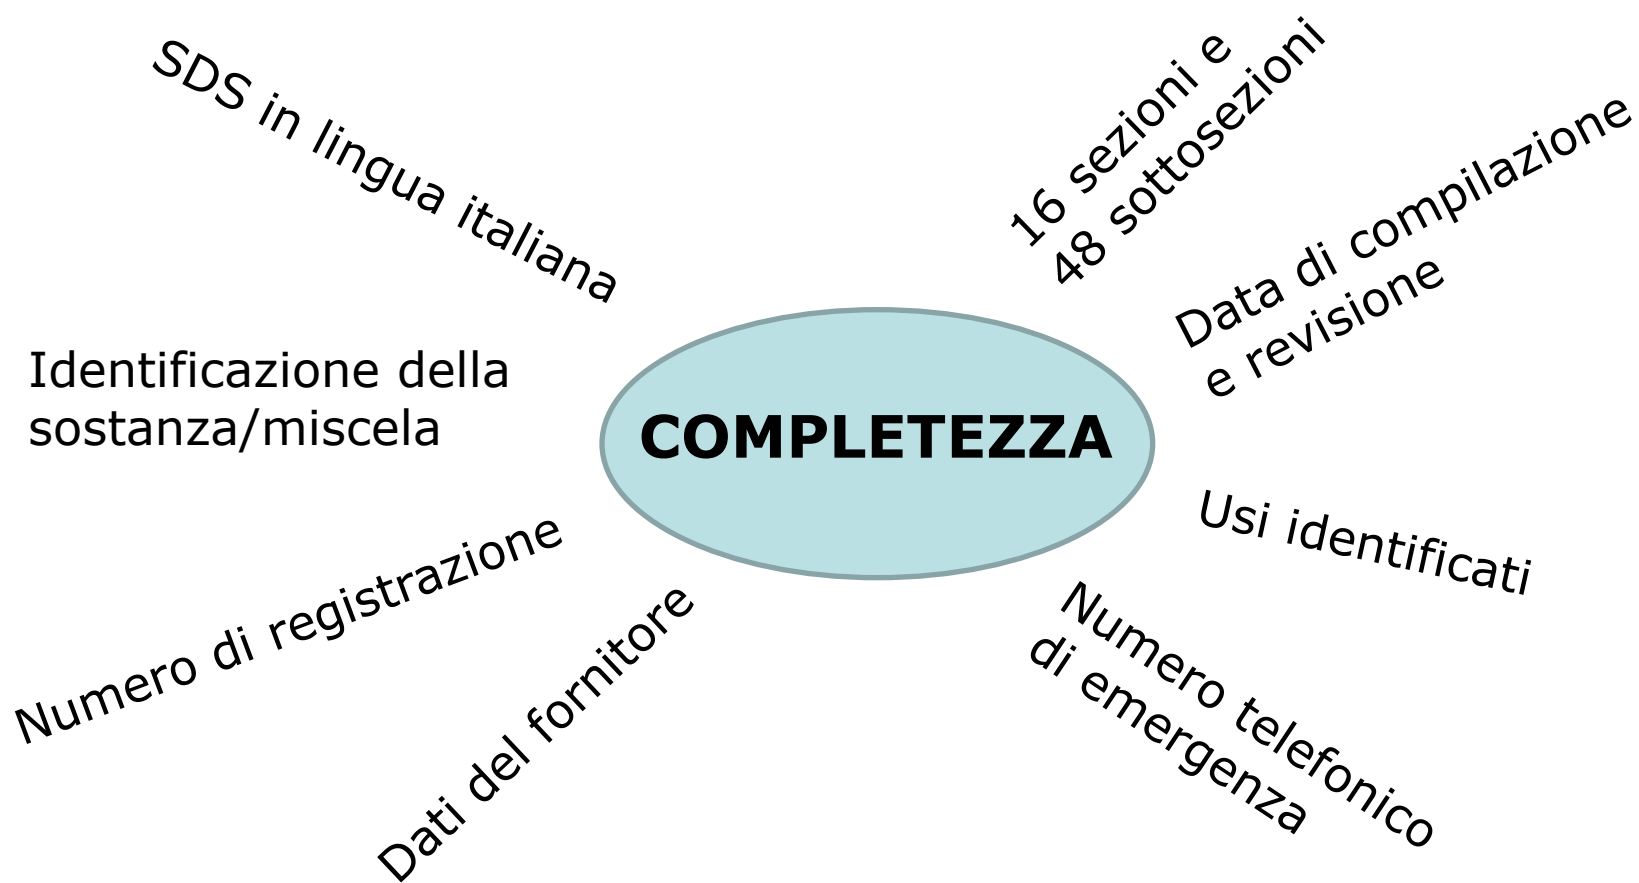 SDS in lingua italiana
16 sezioni e
48 sottosezioni
Data di compilazione
e revisione
Identificazione della
sostanza/miscela
COMPLETEZZA
Usi identificati
Numero di registrazione
Dati del fornitore
Numero telefonico
di emergenza